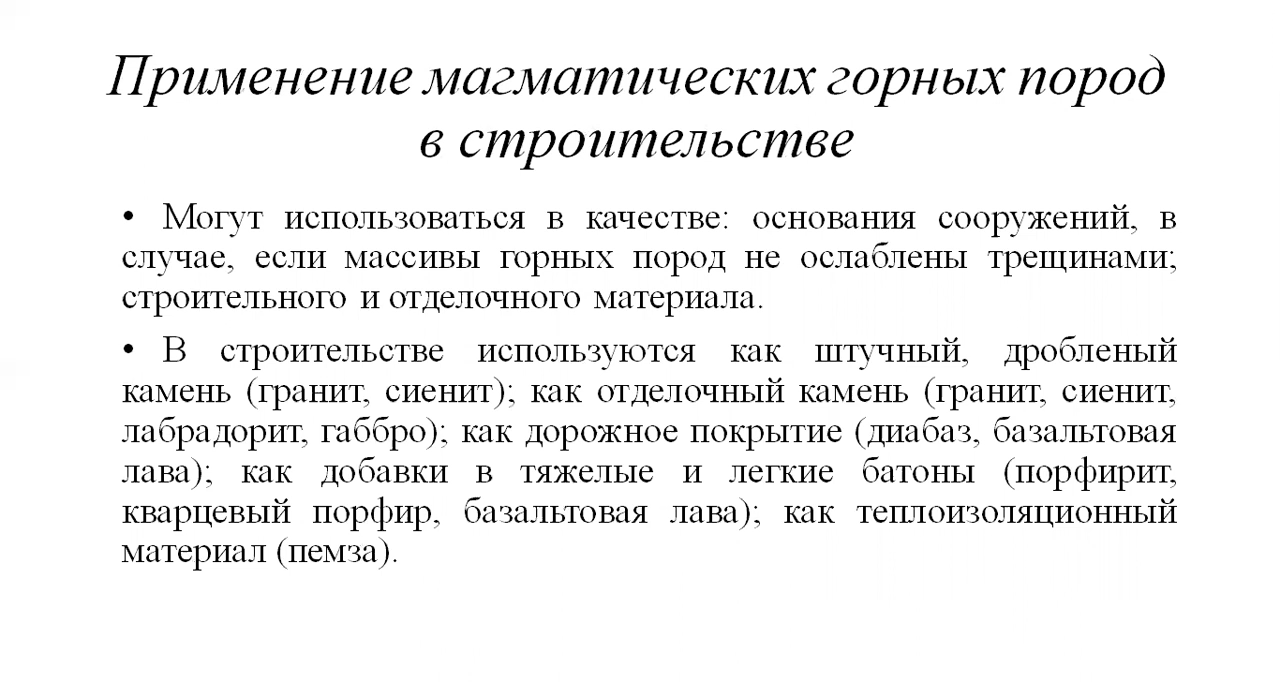 Применение магматических горных пород
в строительстве
• Могут использоваться в качестве: основания сооружений, в
случае, если массивы горных пород не ослаблены трещинами;
строительного и отделочного материала.
• В строительстве используются как штучный, дробленый
камень (гранит, сиенит); как отделочный камень (гранит, сиенит,
лабрадорит, габбро); как дорожное покрытие (диабаз, базальтовая
лава); как добавки в тяжелые и легкие батоны (порфирит,
кварцевый порфир, базальтовая лава); как теплоизоляционный
материал (пемза).